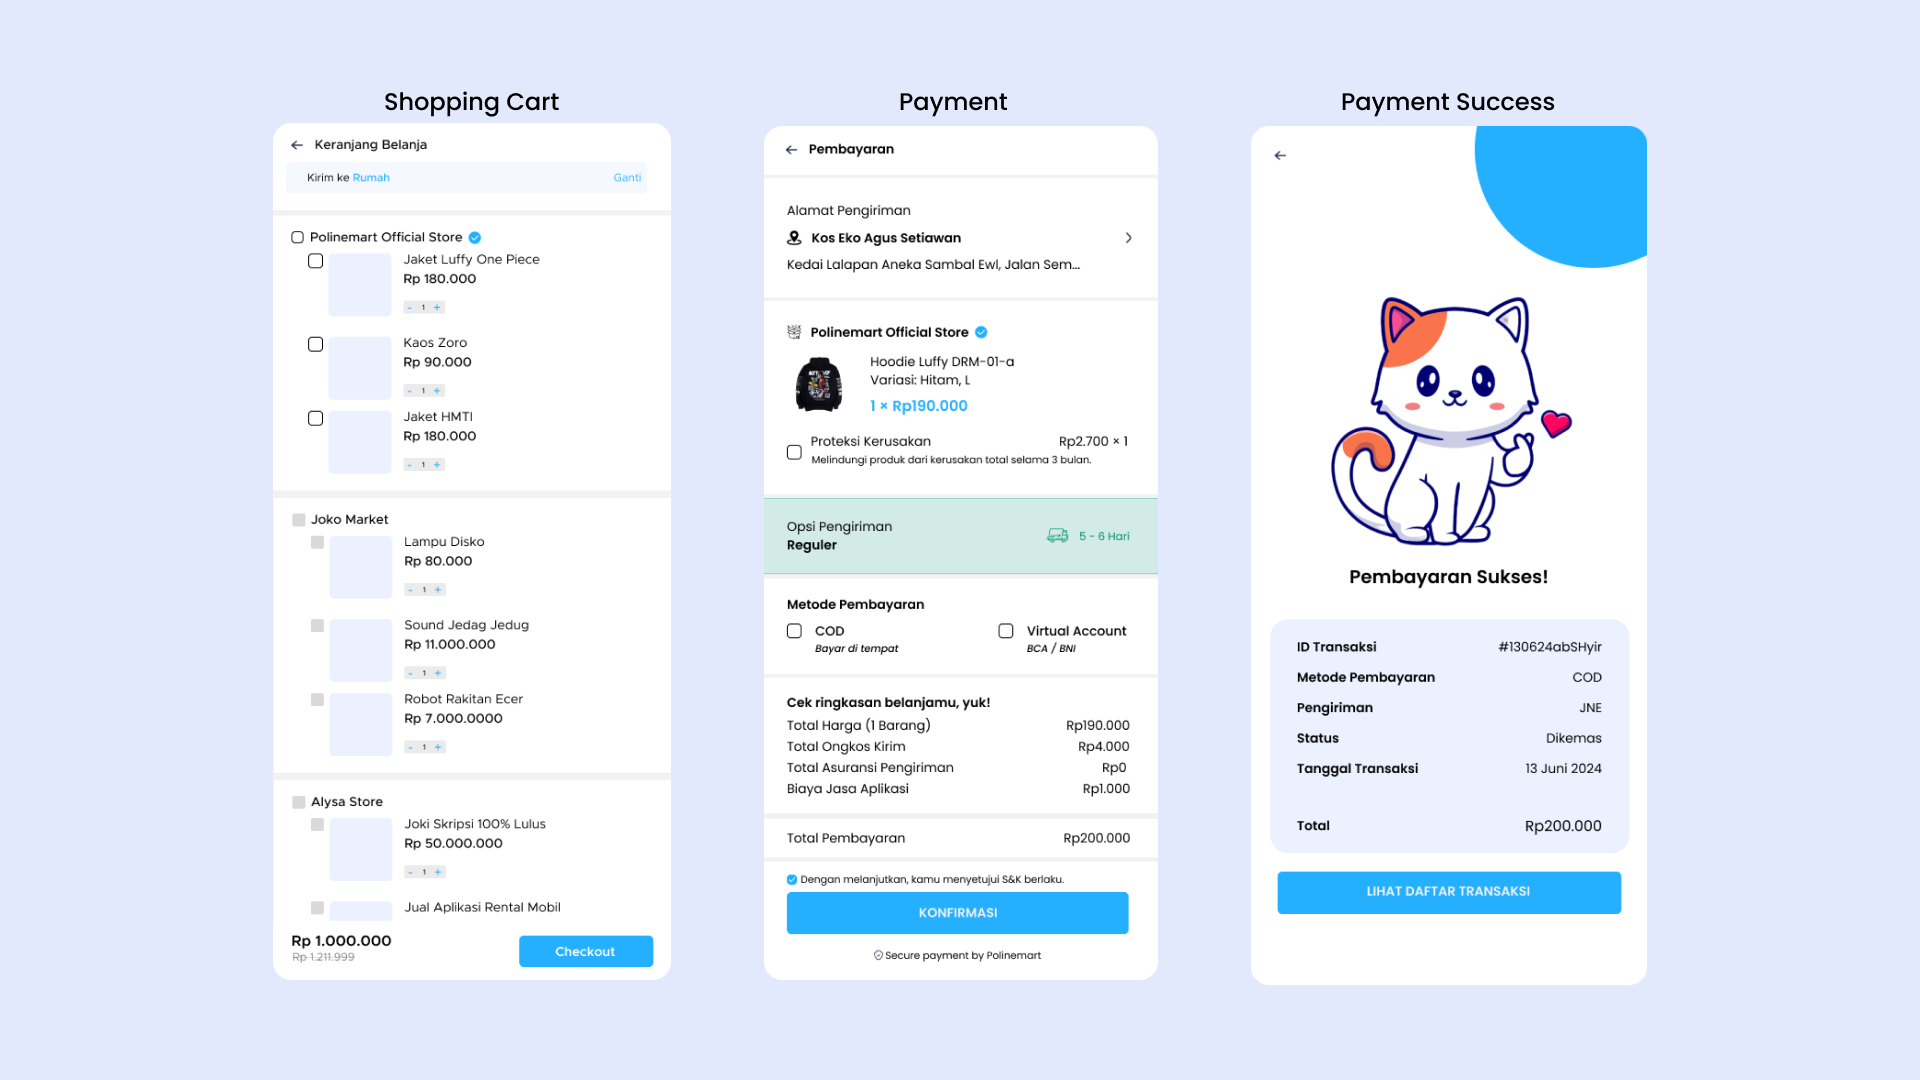 Shopping Cart
Keranjang Belanja
Kirim ke Rumah
Ganti
Polinemart Official Store
Jaket Luffy One Piece
Rp 180.000
- 1 +
Kaos Zoro
Rp 90.000
- 1 +
Jaket HMTI
Rp 180.000
- 1 +
Joko Market
Lampu Disko
Rp 80.000
- 1 +
Sound Jedag Jedug
Rp 11.000.000
- 1 +
Robot Rakitan Ecer
Rp 7.000.0000
- 1 +
Alysa Store
Joki Skripsi 100% Lulus
Rp 50.000.000
- 1 +
Jual Aplikasi Rental Mobil
Rp 1.000.000
Rp 1.211.999
Checkout
Payment
Pembayaran
Alamat Pengiriman
Kos Eko Agus Setiawan
Kedai Lalapan Aneka Sambal Ewl, Jalan Sem...
Polinemart Official Store
Hoodie Luffy DRM-01-a
Variasi: Hitam, L
1 × Rp190.000
Proteksi Kerusakan
Rp2.700 × 1
Melindungi produk dari kerusakan total selama 3 bulan.
Opsi Pengiriman
Reguler
5 - 6 Hari
Metode Pembayaran
COD
Bayar di tempat
Virtual Account
BCA / BNI
Cek ringkasan belanjamu, yuk!
Total Harga (1 Barang) Rp190.000
Total Ongkos Kirim Rp4.000
Total Asuransi Pengiriman Rp0
Biaya Jasa Aplikasi Rp1.000
Total Pembayaran Rp200.000
Dengan melanjutkan, kamu menyetujui S&K berlaku.
KONFIRMASI
Secure payment by Polinemart
Payment Success
Pembayaran Sukses!
ID Transaksi #130624abSHyir
Metode Pembayaran COD
Pengiriman JNE
Status Dikemas
Tanggal Transaksi 13 Juni 2024
Total Rp200.000
LIHAT DAFTAR TRANSAKSI